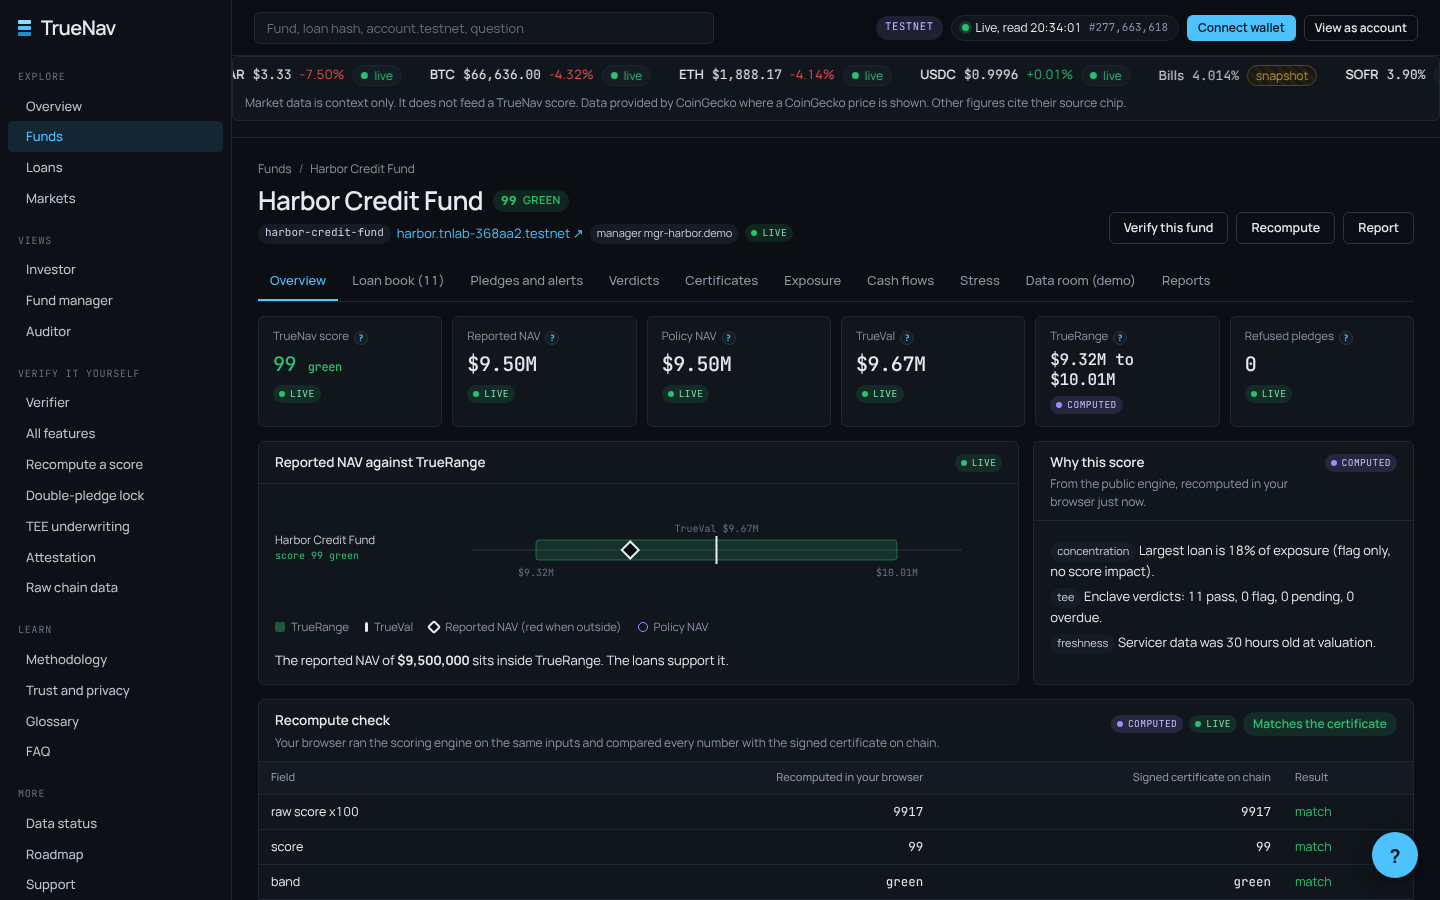 TrueNav
EXPLORE
Overview
Funds
Loans
Markets
VIEWS
Investor
Fund manager
Auditor
VERIFY IT YOURSELF
Verifier
All features
Recompute a score
Double-pledge lock
TEE underwriting
Attestation
Raw chain data
LEARN
Methodology
Trust and privacy
Glossary
FAQ
MORE
Data status
Roadmap
Support
Fund, loan hash, account.testnet, question
TESTNET
Live, read 20:34:01 #277,663,618
Connect wallet
View as account
AR $3.33 -7.50% live BTC $66,636.00 -4.32% live ETH $1,888.17 -4.14% live USDC $0.9996 +0.01% live Bills 4.014% snapshot SOFR 3.90%
Market data is context only. It does not feed a TrueNav score. Data provided by CoinGecko where a CoinGecko price is shown. Other figures cite their source chip.
Funds / Harbor Credit Fund
Harbor Credit Fund 99 GREEN
harbor-credit-fund harbor.tnlab-368aa2.testnet ↗ manager mgr-harbor.demo LIVE
Verify this fund
Recompute
Report
Overview Loan book (11) Pledges and alerts Verdicts Certificates Exposure Cash flows Stress Data room (demo) Reports
TrueNav score ?
99 green
LIVE
Reported NAV ?
$9.50M
LIVE
Policy NAV ?
$9.50M
LIVE
TrueVal ?
$9.67M
LIVE
TrueRange ?
$9.32M to
$10.01M
COMPUTED
Refused pledges ?
0
LIVE
Reported NAV against TrueRange LIVE
TrueVal $9.67M
Harbor Credit Fund
score 99 green
$9.32M $10.01M
TrueRange TrueVal Reported NAV (red when outside) Policy NAV
The reported NAV of $9,500,000 sits inside TrueRange. The loans support it.
Why this score COMPUTED
From the public engine, recomputed in your
browser just now.
concentration Largest loan is 18% of exposure (flag only,
no score impact).
tee Enclave verdicts: 11 pass, 0 flag, 0 pending, 0
overdue.
freshness Servicer data was 30 hours old at valuation.
Recompute check COMPUTED LIVE Matches the certificate
Your browser ran the scoring engine on the same inputs and compared every number with the signed certificate on chain.
Field Recomputed in your browser Signed certificate on chain Result
raw score x100 9917 9917 match
score 99 99 match
band green green match
?